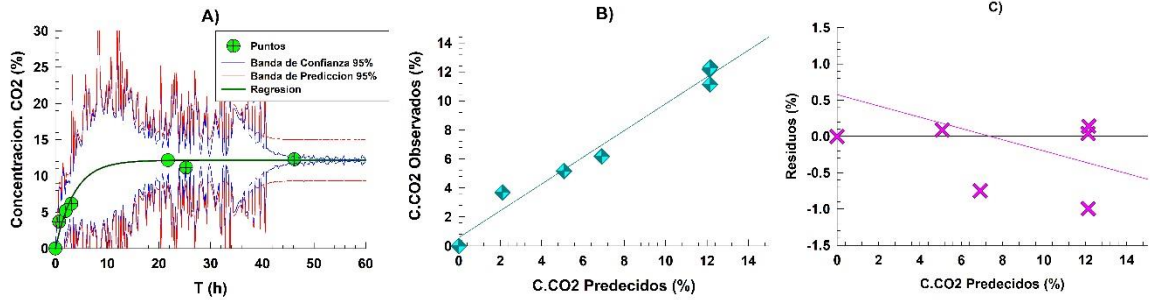 A)
Concentracion. CO2 (%)
30
25
20
15
10
5
0
Puntos
Banda de Confianza 95%
Banda de Prediccion 95%
Regresion
0 10 20 30 40 50 60
T (h)
B)
C.CO2 Observados (%)
14
12
10
8
6
4
2
0
0 2 4 6 8 10 12 14
C.CO2 Predecidos (%)
C)
Residuos (%)
1.5
1.0
0.5
0.0
-0.5
-1.0
-1.5
0 2 4 6 8 10 12 14
C.CO2 Predecidos (%)